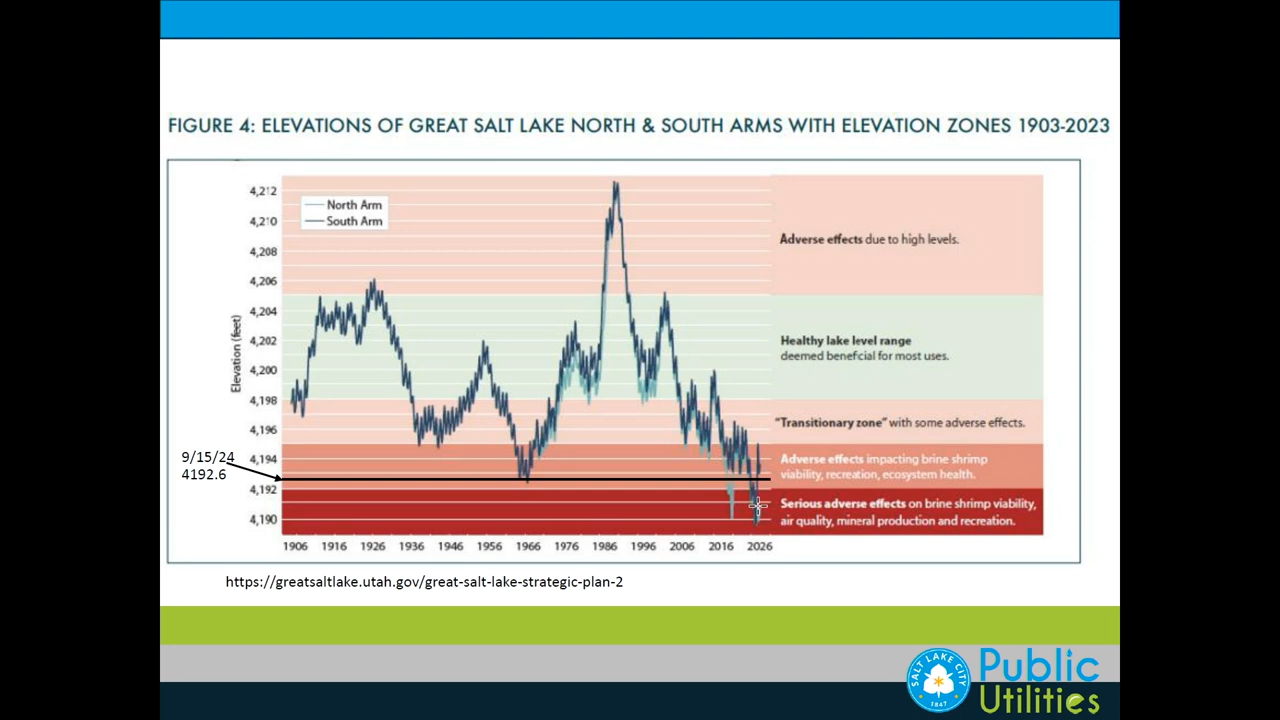 FIGURE 4: ELEVATIONS OF GREAT SALT LAKE NORTH & SOUTH ARMS WITH ELEVATION ZONES 1903-2023
North Arm
South Arm
Elevation (feet)
4,212
4,210
4,208
4,206
4,204
4,202
4,200
4,198
4,196
4,194
4,192
4,190
1906 1916 1926 1936 1946 1956 1966 1976 1986 1996 2006 2016 2026
Adverse effects due to high levels.
Healthy lake level range
deemed beneficial for most uses.
"Transitionary zone" with some adverse effects.
Adverse effects impacting brine shrimp
viability, recreation, ecosystem health.
Serious adverse effects on brine shrimp viability,
air quality, mineral production and recreation.
9/15/24
4192.6
https://greatsaltlake.utah.gov/great-salt-lake-strategic-plan-2
SALT LAKE CITY
1847
Public
Utilities